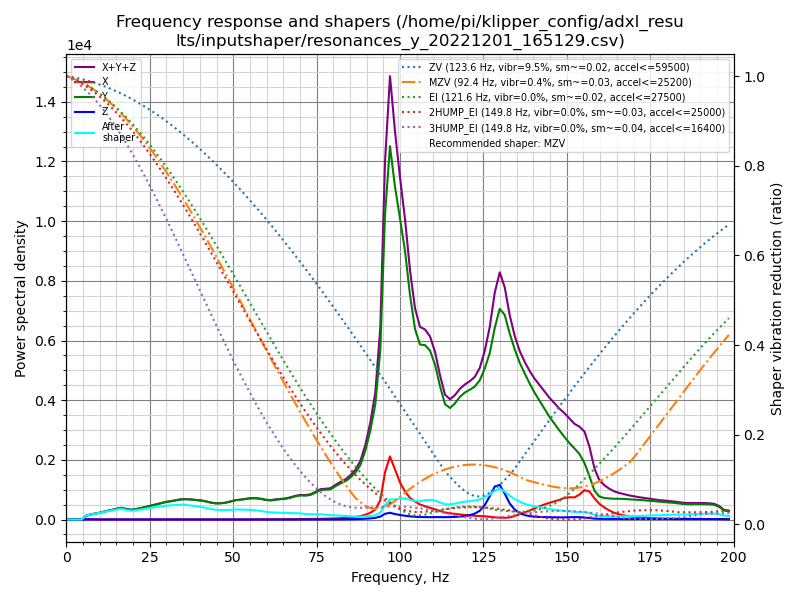 Frequency response and shapers (/home/pi/klipper_config/adxl_resu
lts/inputshaper/resonances_y_20221201_165129.csv)
1e4
X+Y+Z
X
Y
Z
After
shaper
ZV (123.6 Hz, vibr=9.5%, sm~=0.02, accel<=59500)
MZV (92.4 Hz, vibr=0.4%, sm~=0.03, accel<=25200)
EI (121.6 Hz, vibr=0.0%, sm~=0.02, accel<=27500)
2HUMP_EI (149.8 Hz, vibr=0.0%, sm~=0.03, accel<=25000)
3HUMP_EI (149.8 Hz, vibr=0.0%, sm~=0.04, accel<=16400)
Recommended shaper: MZV
Power spectral density
1.4
1.2
1.0
0.8
0.6
0.4
0.2
0.0
1.0
0.8
0.6
0.4
0.2
0.0
Shaper vibration reduction (ratio)
0 25 50 75 100 125 150 175 200
Frequency, Hz